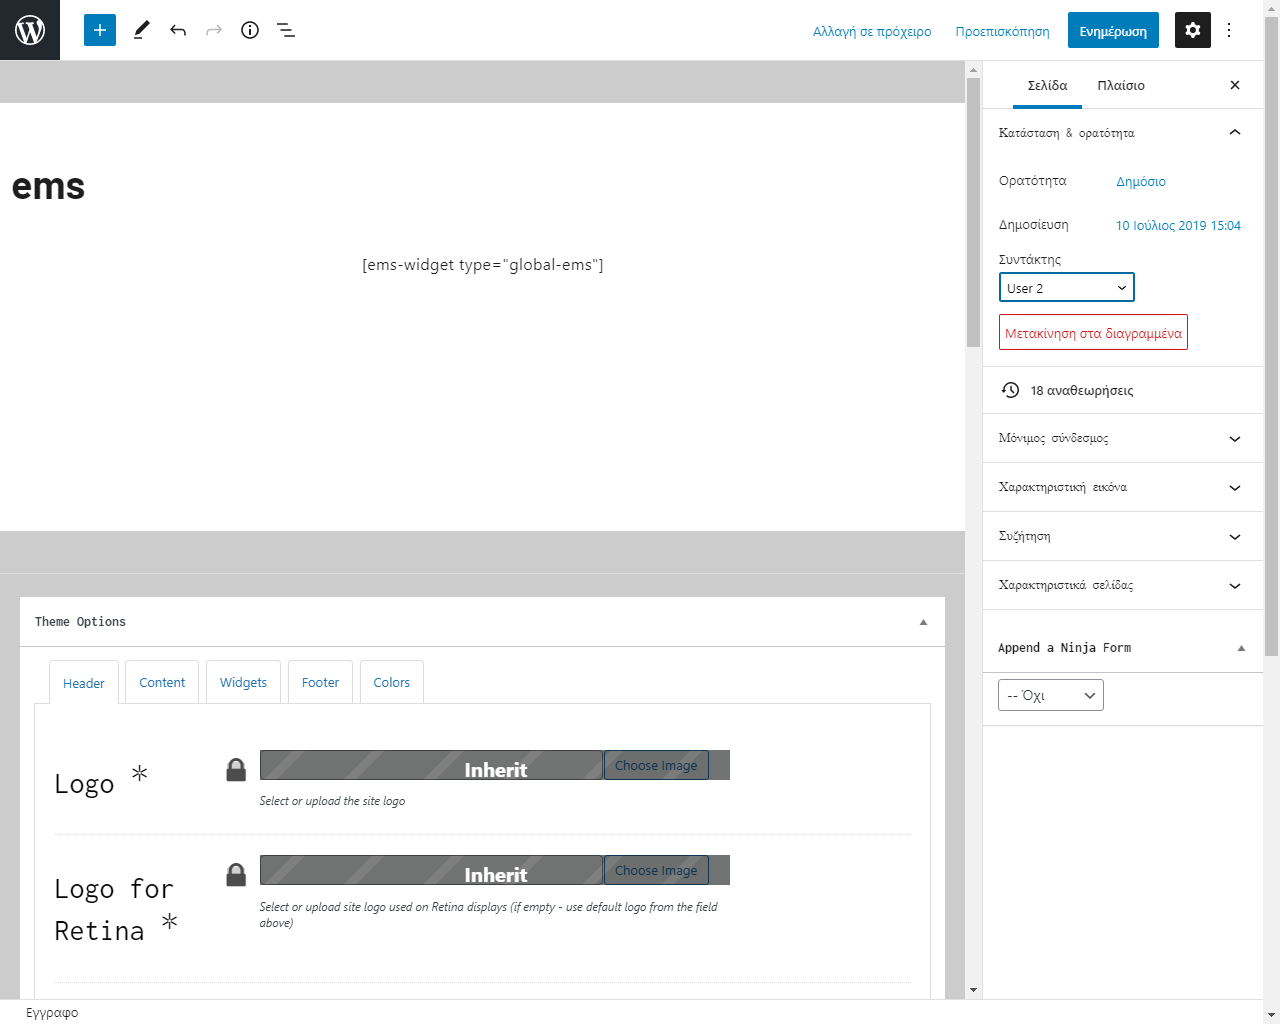 Αλλαγή σε πρόχειρο
Προεπισκόπηση
Ενημέρωση
Σελίδα
Πλαίσιο
ems
[ems-widget type="global-ems"]
Κατάσταση & ορατότητα
Ορατότητα
Δημόσιο
Δημοσίευση
10 Ιούλιος 2019 15:04
Συντάκτης
User 2
Μετακίνηση στα διαγραμμένα
18 αναθεωρήσεις
Μόνιμος σύνδεσμος
Χαρακτηριστική εικόνα
Συζήτηση
Χαρακτηριστικά σελίδας
Append a Ninja Form
-- Όχι
Theme Options
Header
Content
Widgets
Footer
Colors
Logo *
Inherit
Choose Image
Select or upload the site logo
Logo for
Retina *
Inherit
Choose Image
Select or upload site logo used on Retina displays (if empty - use default logo from the field
above)
Εγγραφο